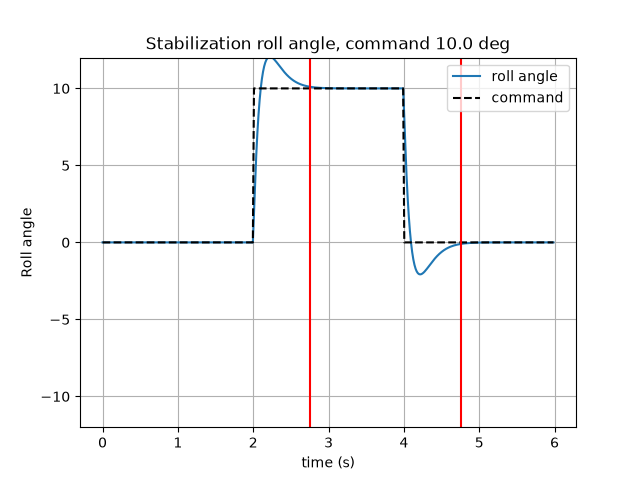 Stabilization roll angle, command 10.0 deg
roll angle
command
10
5
0
−5
−10
Roll angle
0 1 2 3 4 5 6
time (s)